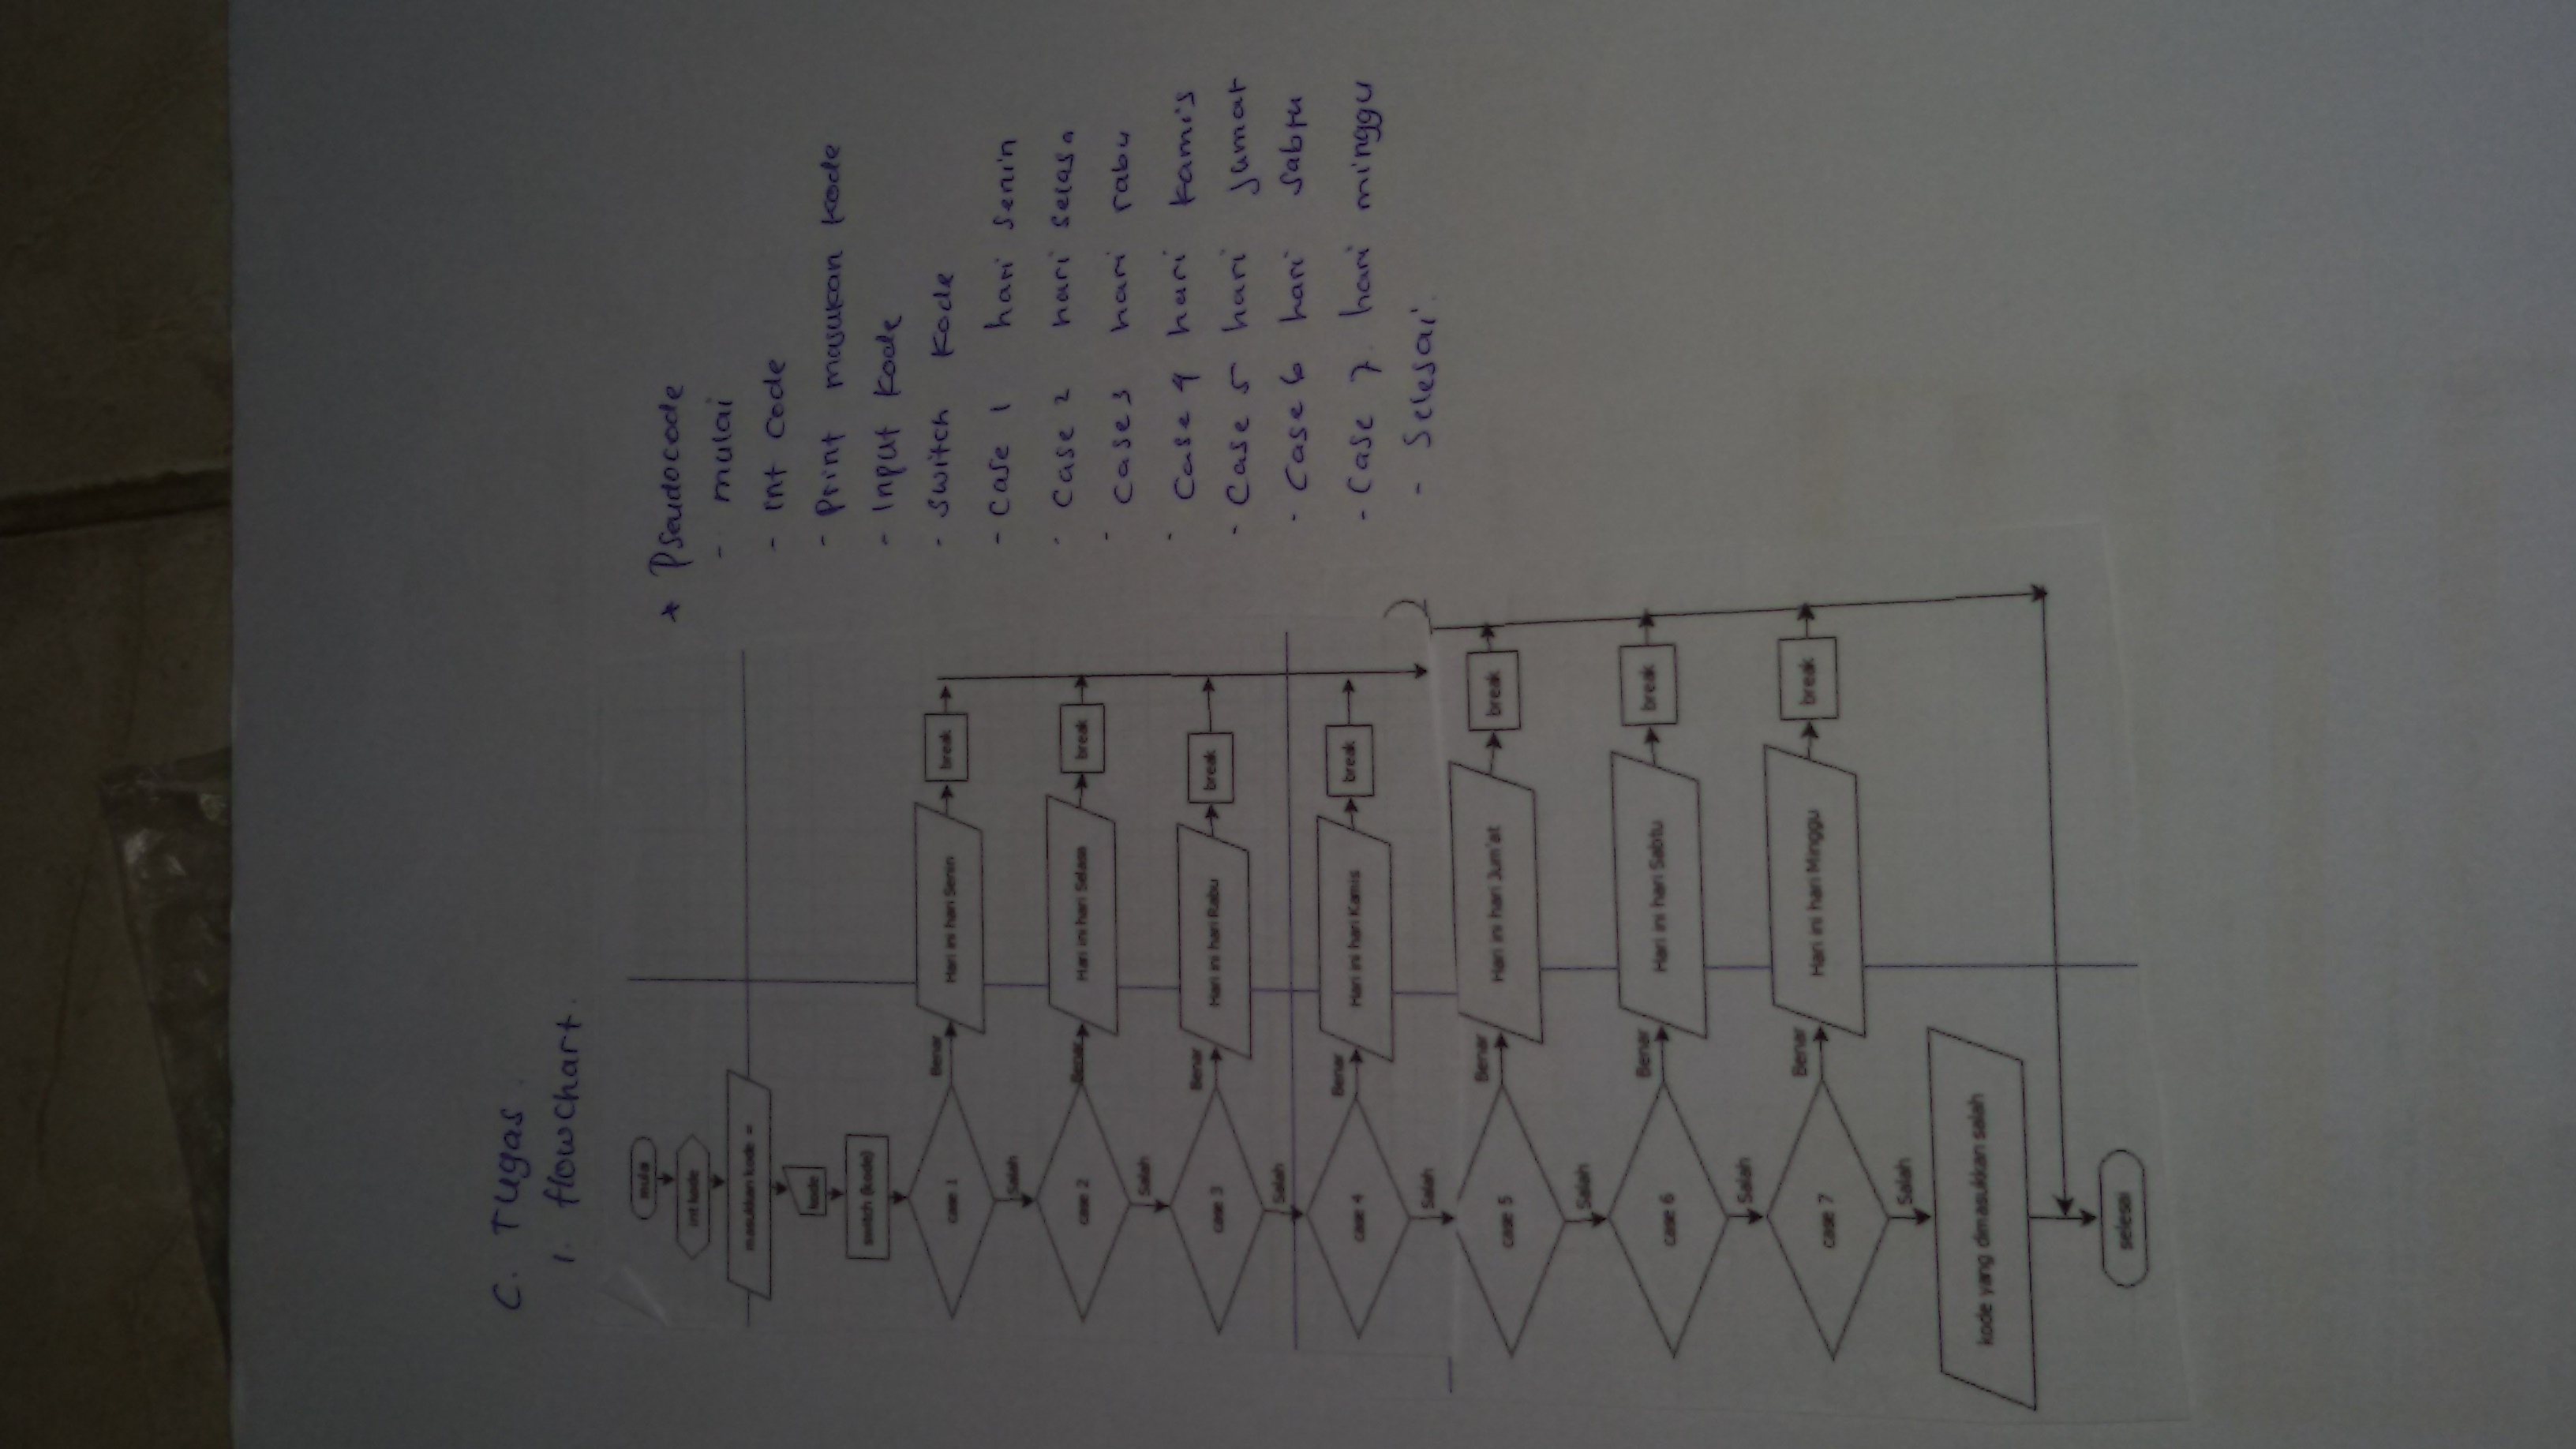 C. Tugas.
1. flowchart.
mulai
int kode
masukkan kode =
kode
switch (kode)
case 1
Benar
Hari ini hari Senin
break
Salah
case 2
Benar
Hari ini hari Selasa
break
Salah
case 3
Benar
Hari ini hari Rabu
break
Salah
case 4
Benar
Hari ini hari Kamis
break
Salah
case 5
Benar
Hari ini hari Jum'at
break
Salah
case 6
Benar
Hari ini hari Sabtu
break
Salah
case 7
Benar
Hari ini hari Minggu
break
Salah
kode yang dimasukkan salah
selesai
* Pseudocode
- mulai
- Int code
- Print masukan kode
- Input kode
- Switch kode
- Case 1 hari senin
- Case 2 hari selasa
- Case 3 hari rabu
- Case 4 hari kamis
- Case 5 hari jumat
- Case 6 hari sabtu
- Case 7. hari minggu
- Selesai.